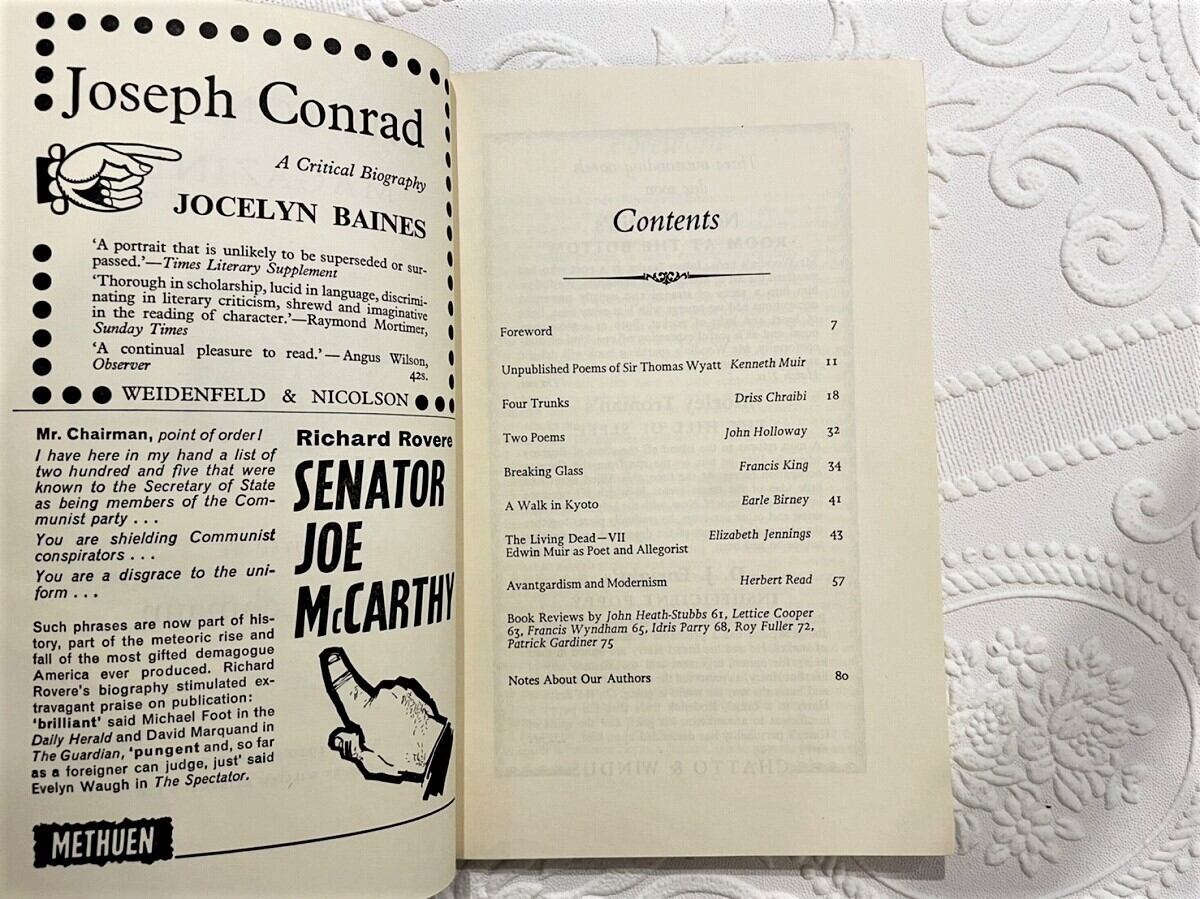 Joseph Conrad
A Critical Biography
JOCELYN BAINES
‘A portrait that is unlikely to be superseded or sur-
passed.’—Times Literary Supplement
‘Thorough in scholarship, lucid in language, discrimi-
nating in literary criticism, shrewd and imaginative
in the reading of character.’—Raymond Mortimer,
Sunday Times
‘A continual pleasure to read.’—Angus Wilson,
Observer
42s.
WEIDENFELD & NICOLSON
Mr. Chairman, point of order!
I have here in my hand a list of
two hundred and five that were
known to the Secretary of State
as being members of the Com-
munist party . . .
You are shielding Communist
conspirators . . .
You are a disgrace to the uni-
form . . .
Such phrases are now part of his-
tory, part of the meteoric rise and
fall of the most gifted demagogue
America ever produced. Richard
Rovere's biography stimulated ex-
travagant praise on publication:
‘brilliant’ said Michael Foot in the
Daily Herald and David Marquand in
The Guardian, ‘pungent and, so far
as a foreigner can judge, just’ said
Evelyn Waugh in The Spectator.
METHUEN
Richard Rovere
SENATOR
JOE
McCARTHY
Contents
Foreword 7
Unpublished Poems of Sir Thomas Wyatt Kenneth Muir 11
Four Trunks Driss Chraibi 18
Two Poems John Holloway 32
Breaking Glass Francis King 34
A Walk in Kyoto Earle Birney 41
The Living Dead—VII Elizabeth Jennings 43
Edwin Muir as Poet and Allegorist
Avantgardism and Modernism Herbert Read 57
Book Reviews by John Heath-Stubbs 61, Lettice Cooper
63, Francis Wyndham 65, Idris Parry 68, Roy Fuller 72,
Patrick Gardiner 75
Notes About Our Authors 80